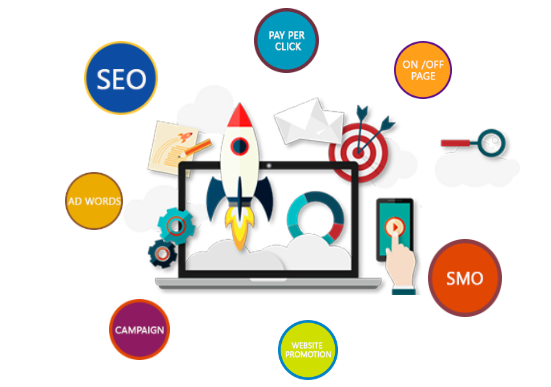 PAY PER
CLICK
SEO
ON /OFF
PAGE
AD WORDS
SMO
CAMPAIGN
WEBSITE
PROMOTION